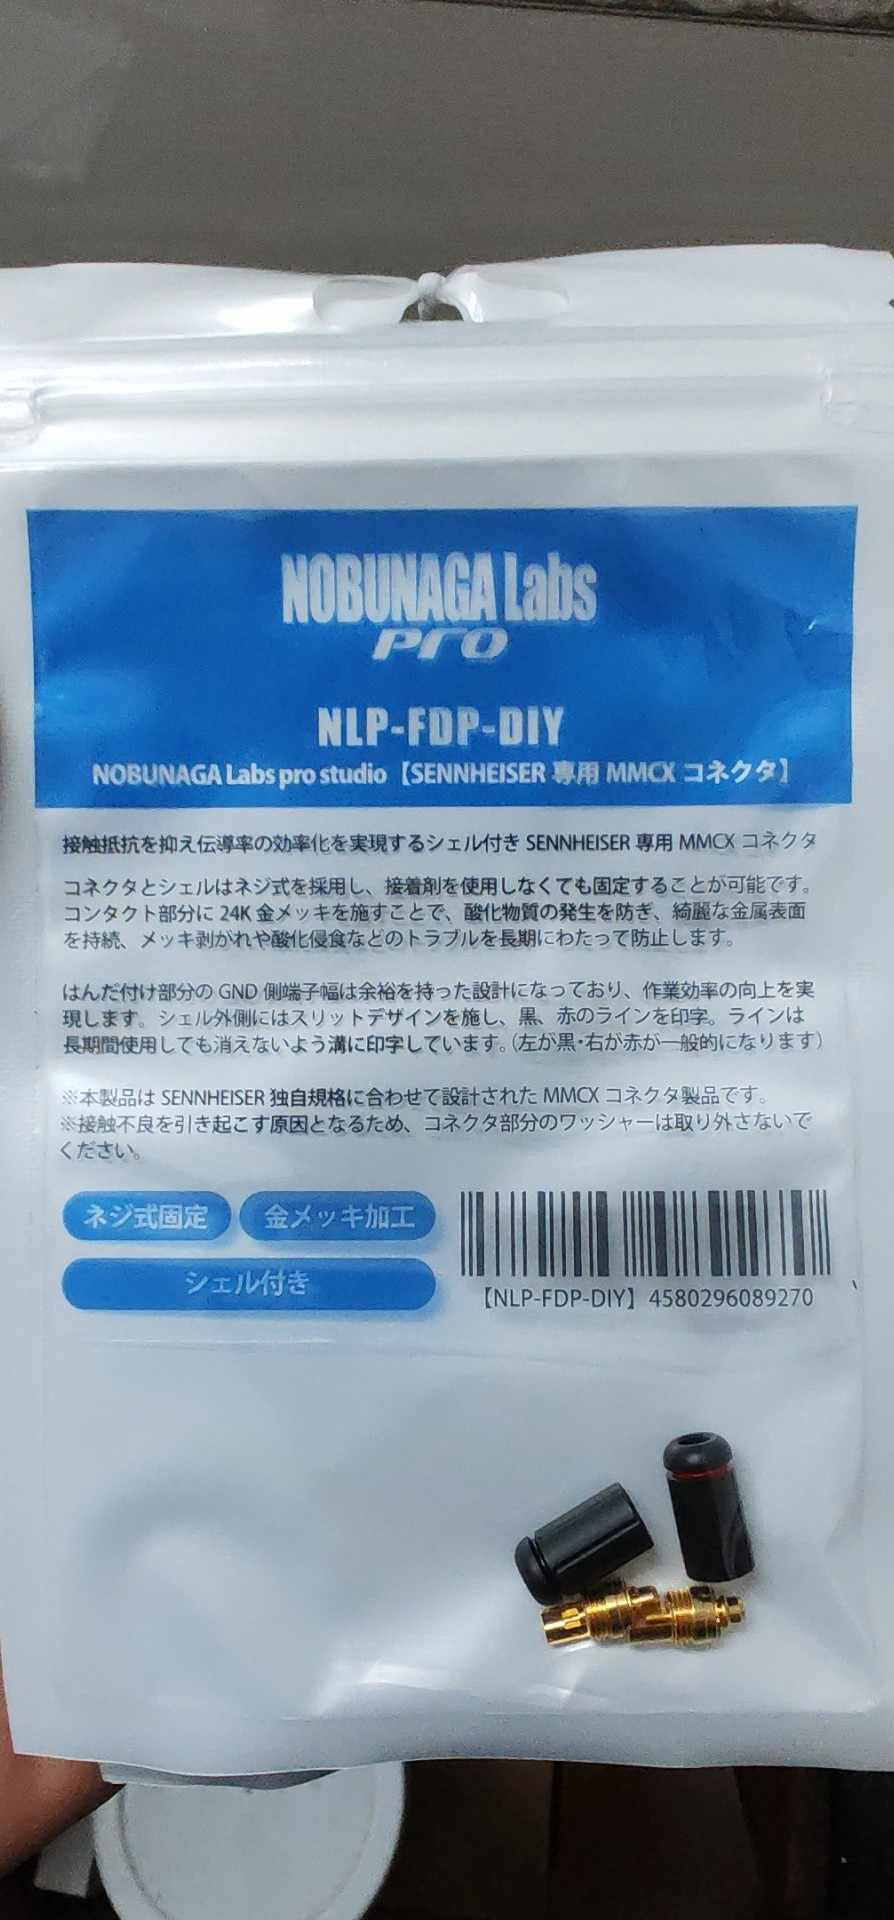 NOBUNAGA Labs
pro
NLP-FDP-DIY
NOBUNAGA Labs pro studio【SENNHEISER 専用 MMCX コネクタ】
接触抵抗を抑え伝導率の効率化を実現するシェル付き SENNHEISER 専用 MMCX コネクタ
コネクタとシェルはネジ式を採用し、接着剤を使用しなくても固定することが可能です。
コンタクト部分に 24K 金メッキを施すことで、酸化物質の発生を防ぎ、綺麗な金属表面
を持続、メッキ剥がれや酸化侵食などのトラブルを長期にわたって防止します。
はんだ付け部分の GND 側端子幅は余裕を持った設計になっており、作業効率の向上を実
現します。シェル外側にはスリットデザインを施し、黒、赤のラインを印字。ラインは
長期間使用しても消えないよう溝に印字しています。（左が黒・右が赤が一般的になります）
※本製品は SENNHEISER 独自規格に合わせて設計された MMCX コネクタ製品です。
※接触不良を引き起こす原因となるため、コネクタ部分のワッシャーは取り外さないで
ください。
ネジ式固定 金メッキ加工
シェル付き
【NLP-FDP-DIY】4580296089270